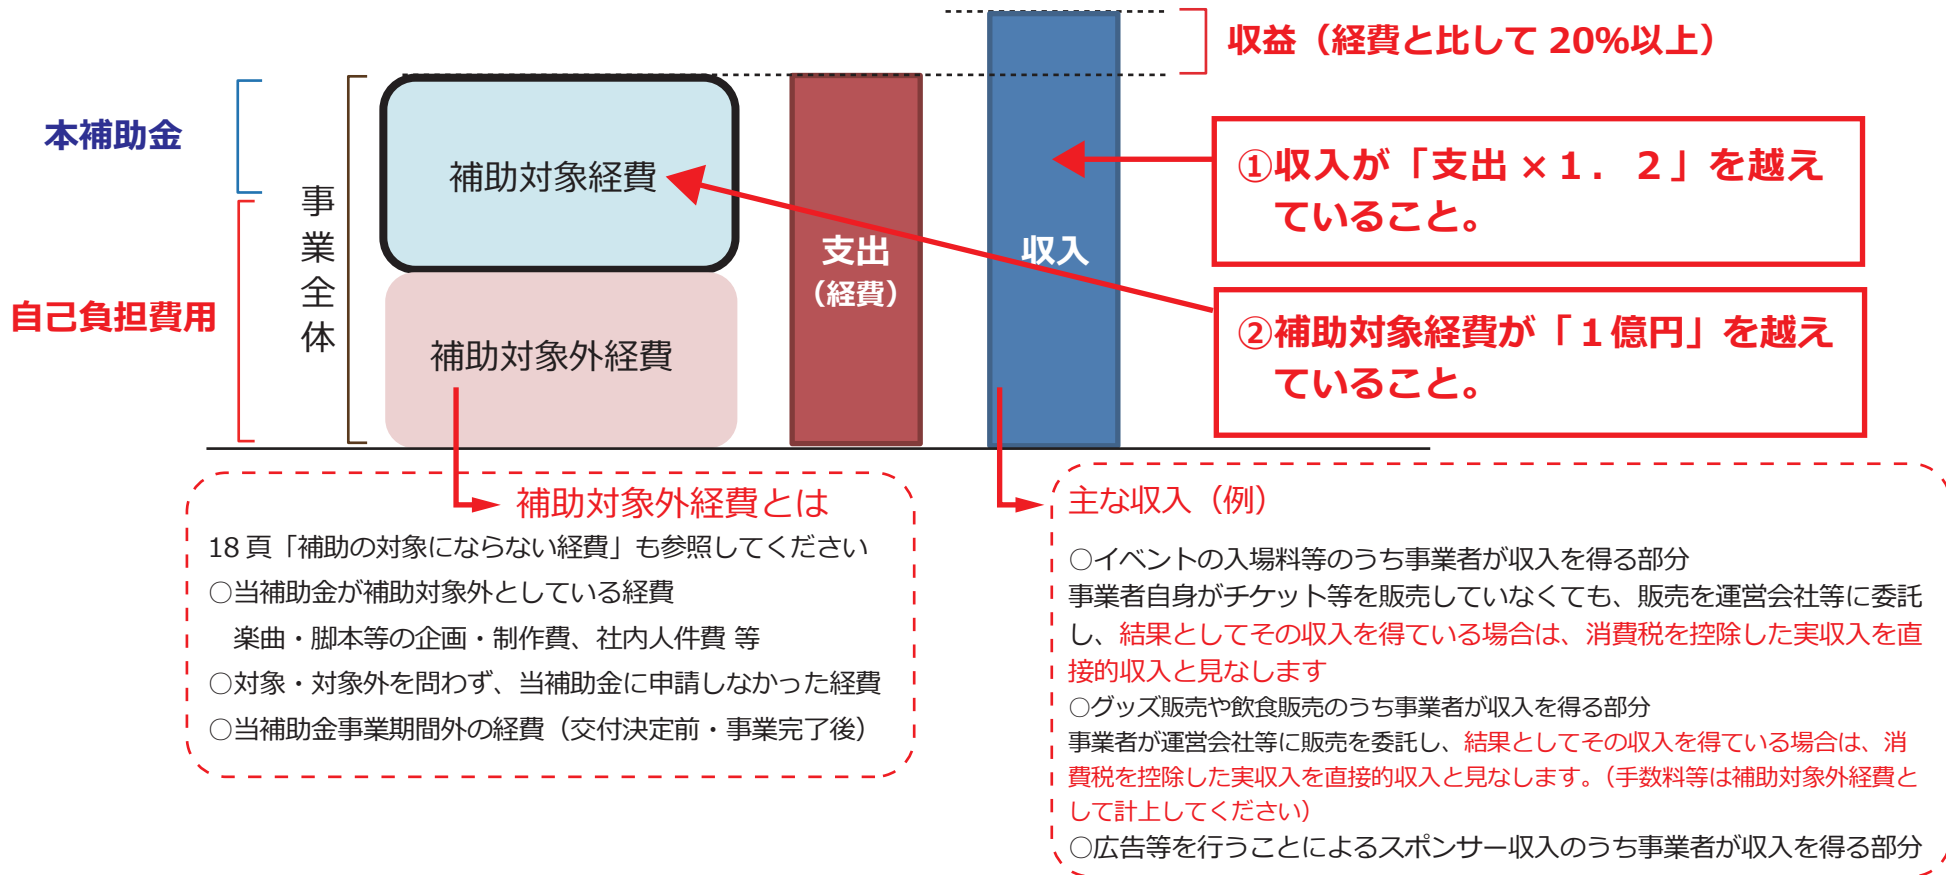 収益（経費と比して 20%以上）
本補助金
自己負担費用
事業全体
補助対象経費
補助対象外経費
支出
（経費）
収入
①収入が「支出 ×１．２」を越え
ていること。
②補助対象経費が「１億円」を越え
ていること。
補助対象外経費とは
18 頁「補助の対象にならない経費」も参照してください
○当補助金が補助対象外としている経費
楽曲・脚本等の企画・制作費、社内人件費 等
○対象・対象外を問わず、当補助金に申請しなかった経費
○当補助金事業期間外の経費（交付決定前・事業完了後）
主な収入（例）
○イベントの入場料等のうち事業者が収入を得る部分
事業者自身がチケット等を販売していなくても、販売を運営会社等に委託
し、結果としてその収入を得ている場合は、消費税を控除した実収入を直
接的収入と見なします
○グッズ販売や飲食販売のうち事業者が収入を得る部分
事業者が運営会社等に販売を委託し、結果としてその収入を得ている場合は、消
費税を控除した実収入を直接的収入と見なします。（手数料等は補助対象外経費と
して計上してください）
○広告等を行うことによるスポンサー収入のうち事業者が収入を得る部分